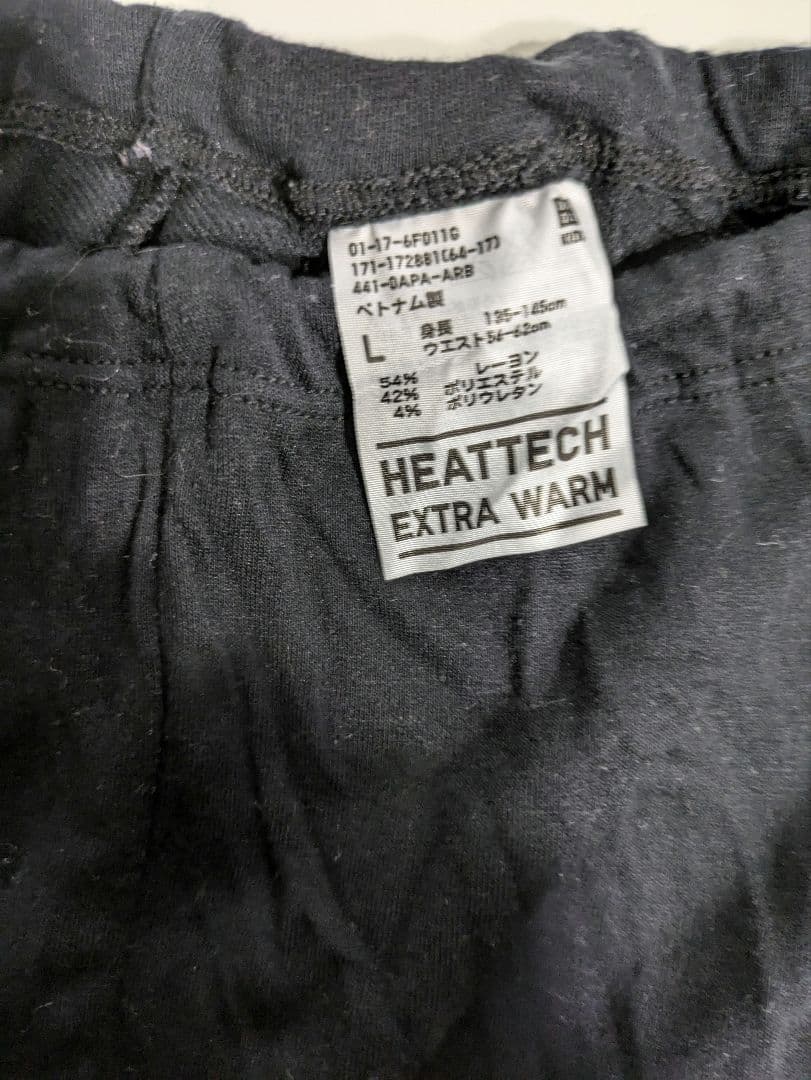 01-17-6F011G
171-172881(64-17)
441-0APA-ARB
ベトナム製
L 身長 135-145cm
ウエスト56-62cm
54% レーヨン
42% ポリエステル
4% ポリウレタン
HEATTECH
EXTRA WARM